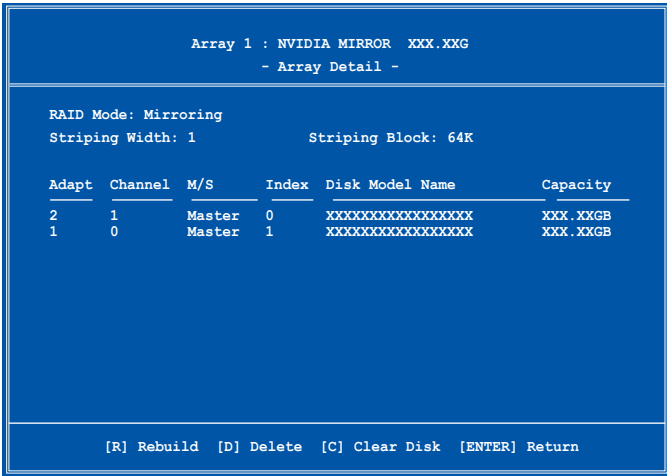 Array 1 : NVIDIA MIRROR XXX.XXG
- Array Detail -
RAID Mode: Mirroring
Striping Width: 1 Striping Block: 64K
Adapt Channel M/S Index Disk Model Name Capacity
2 1 Master 0 XXXXXXXXXXXXXXXXX XXX.XXGB
1 0 Master 1 XXXXXXXXXXXXXXXXX XXX.XXGB
[R] Rebuild [D] Delete [C] Clear Disk [ENTER] Return